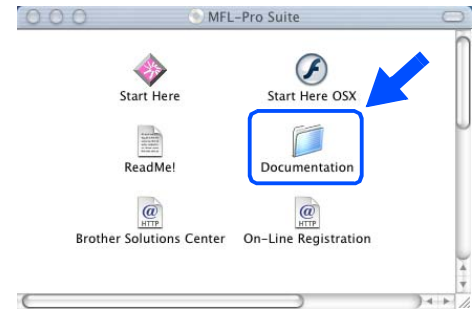 MFL-Pro Suite
Start Here
Start Here OSX
ReadMe!
Documentation
@
HTTP
@
HTTP
Brother Solutions Center
On-Line Registration